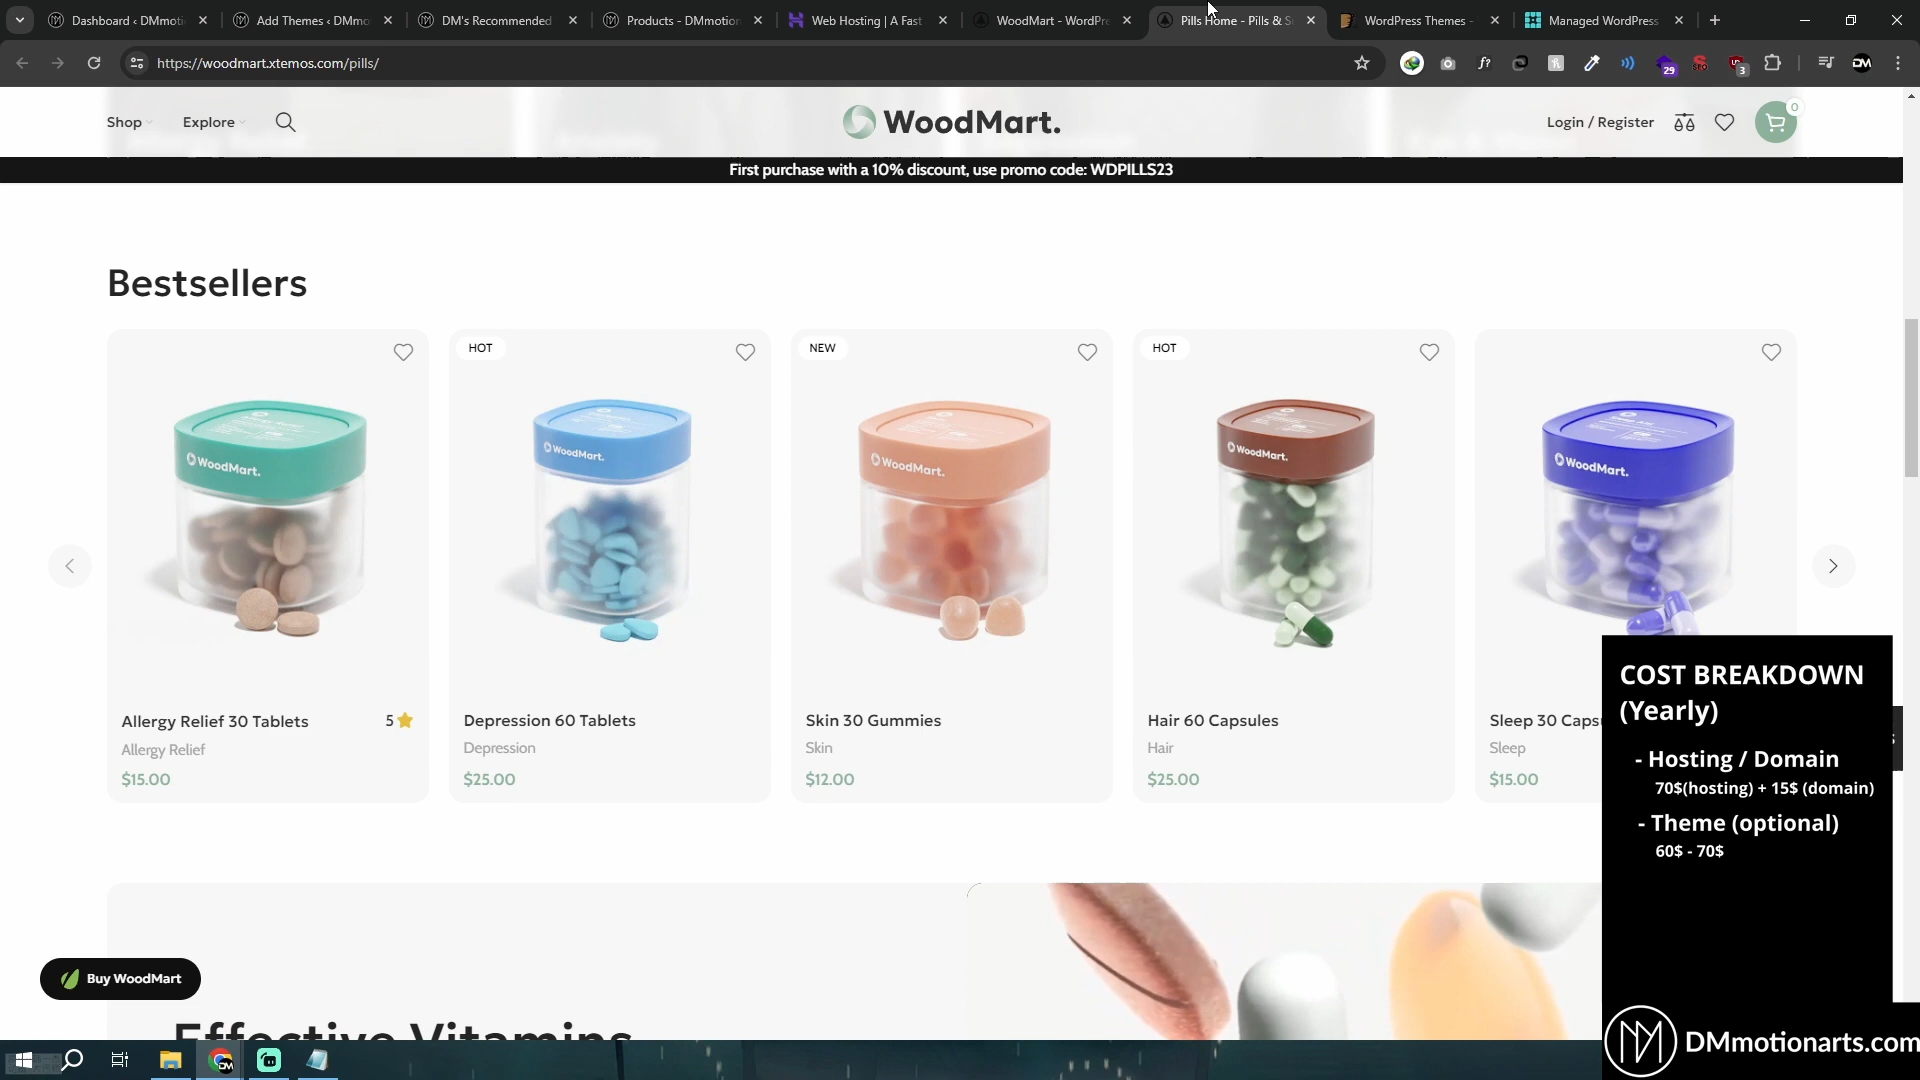 Dashboard ‹ DMmoti
Add Themes ‹ DMmo
DM's Recommended
Products - DMmotion
Web Hosting | A Fast
WoodMart - WordPre
Pills Home - Pills & S
WordPress Themes -
Managed WordPress
https://woodmart.xtemos.com/pills/
29
3
DM
Shop
Explore
WoodMart.
Login / Register
0
First purchase with a 10% discount, use promo code: WDPILLS23
Bestsellers
HOT
NEW
HOT
WoodMart.
WoodMart.
WoodMart.
WoodMart.
WoodMart.
Allergy Relief 30 Tablets
5
Allergy Relief
$15.00
Depression 60 Tablets
Depression
$25.00
Skin 30 Gummies
Skin
$12.00
Hair 60 Capsules
Hair
$25.00
Sleep 30 Caps
Sleep
$15.00
COST BREAKDOWN
(Yearly)
- Hosting / Domain
70$(hosting) + 15$ (domain)
- Theme (optional)
60$ - 70$
Buy WoodMart
Effective Vitamins
DMmotionarts.com